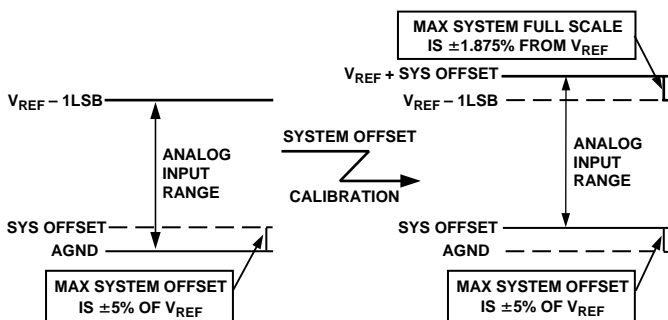 MAX SYSTEM FULL SCALE
IS ±1.875% FROM VREF
VREF + SYS OFFSET
VREF – 1LSB
VREF – 1LSB
SYSTEM OFFSET
CALIBRATION
ANALOG
INPUT
RANGE
ANALOG
INPUT
RANGE
SYS OFFSET
AGND
SYS OFFSET
AGND
MAX SYSTEM OFFSET
IS ±5% OF VREF
MAX SYSTEM OFFSET
IS ±5% OF VREF